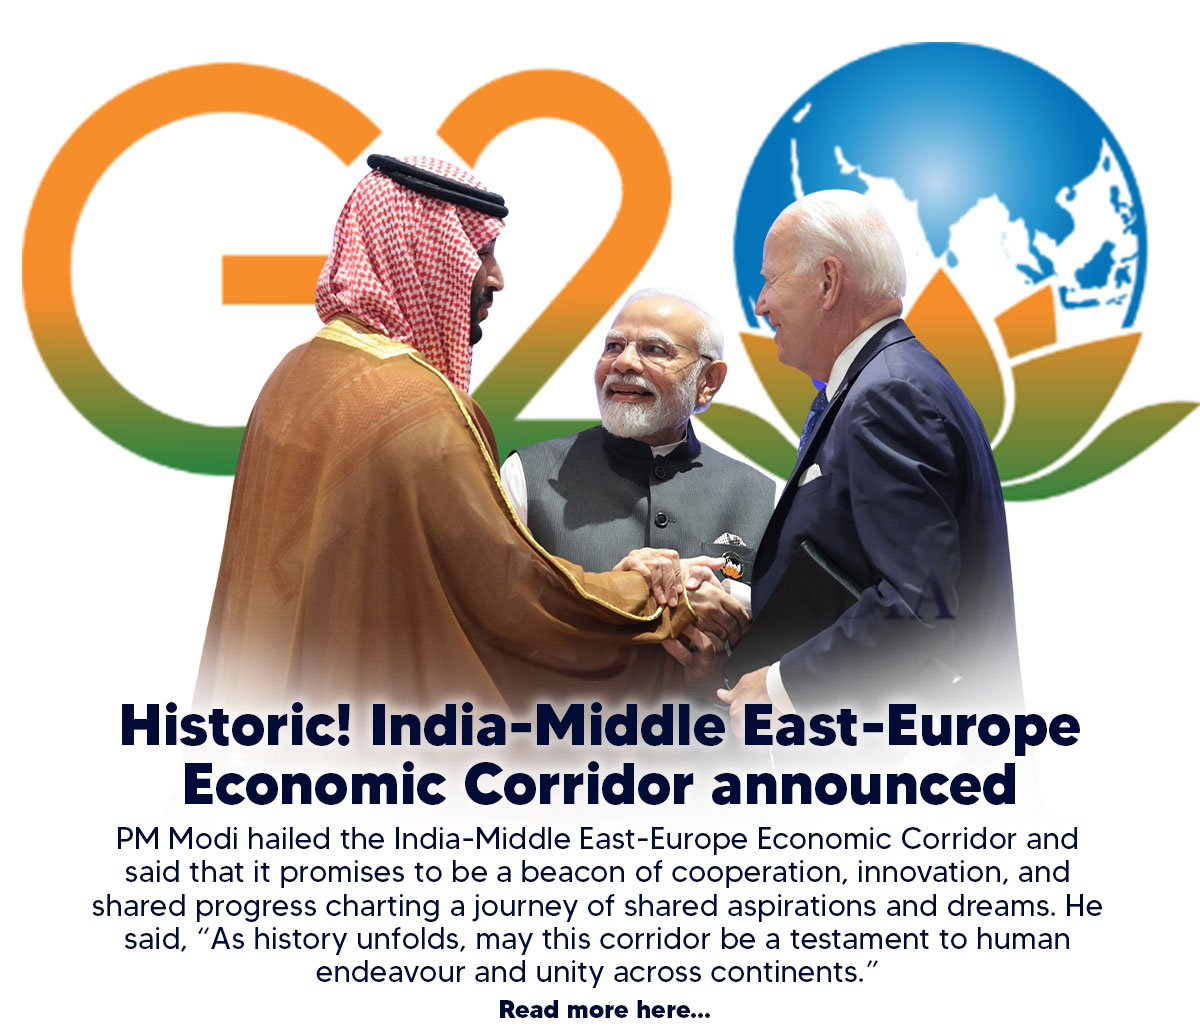 G20
Historic! India-Middle East-Europe
Economic Corridor announced
PM Modi hailed the India-Middle East-Europe Economic Corridor and
said that it promises to be a beacon of cooperation, innovation, and
shared progress charting a journey of shared aspirations and dreams. He
said, “As history unfolds, may this corridor be a testament to human
endeavour and unity across continents.”
Read more here...